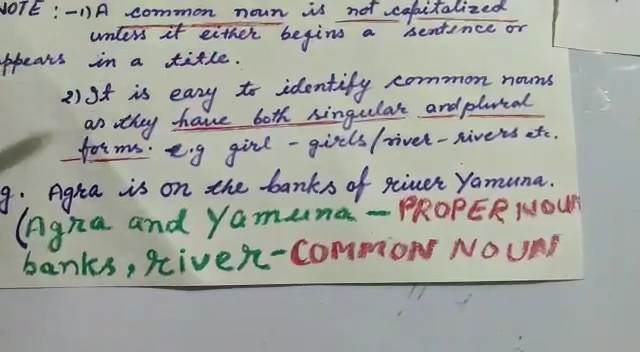 NOTE :- 1) A common noun is not capitalized
unless it either begins a sentence or
appears in a title.
2) It is easy to identify common nouns
as they have both singular and plural
forms. e.g girl - girls / river - rivers etc.
g. Agra is on the banks of river Yamuna.
(Agra and Yamuna - PROPER NOUN
banks, river - COMMON NOUN